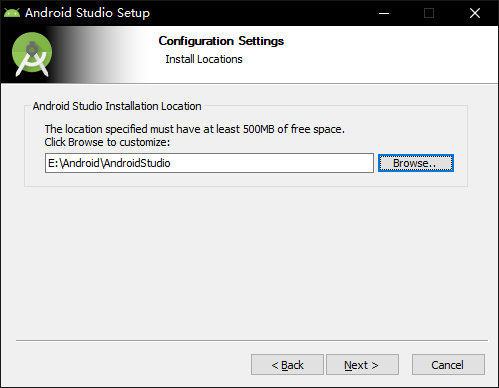 Android Studio Setup
Configuration Settings
Install Locations
Android Studio Installation Location
The location specified must have at least 500MB of free space.
Click Browse to customize:
E:\Android\AndroidStudio
Browse..
< Back
Next >
Cancel